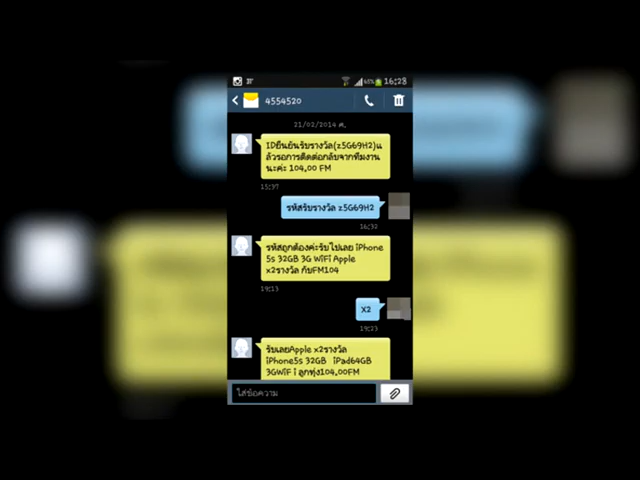 65%
16:28
4554520
21/02/2014 ศ.
IDยืนยันรับรางวัล(z5G69H2)แ
ล้วรอการติดต่อกลับจากทีมงาน
นะค่ะ 104.00 FM
15:37
รหัสรับรางวัล z5G69H2
16:32
รหัสถูกต้องค่ะรับไปเลย iPhone
5s 32GB 3G WiFi Apple
x2รางวัล กับFM104
19:13
X2
19:23
รับเลยApple x2รางวัล
iPhone5s 32GB iPad64GB
3GWiF i ลูกทุ่ง104.00FM
ใส่ข้อความ